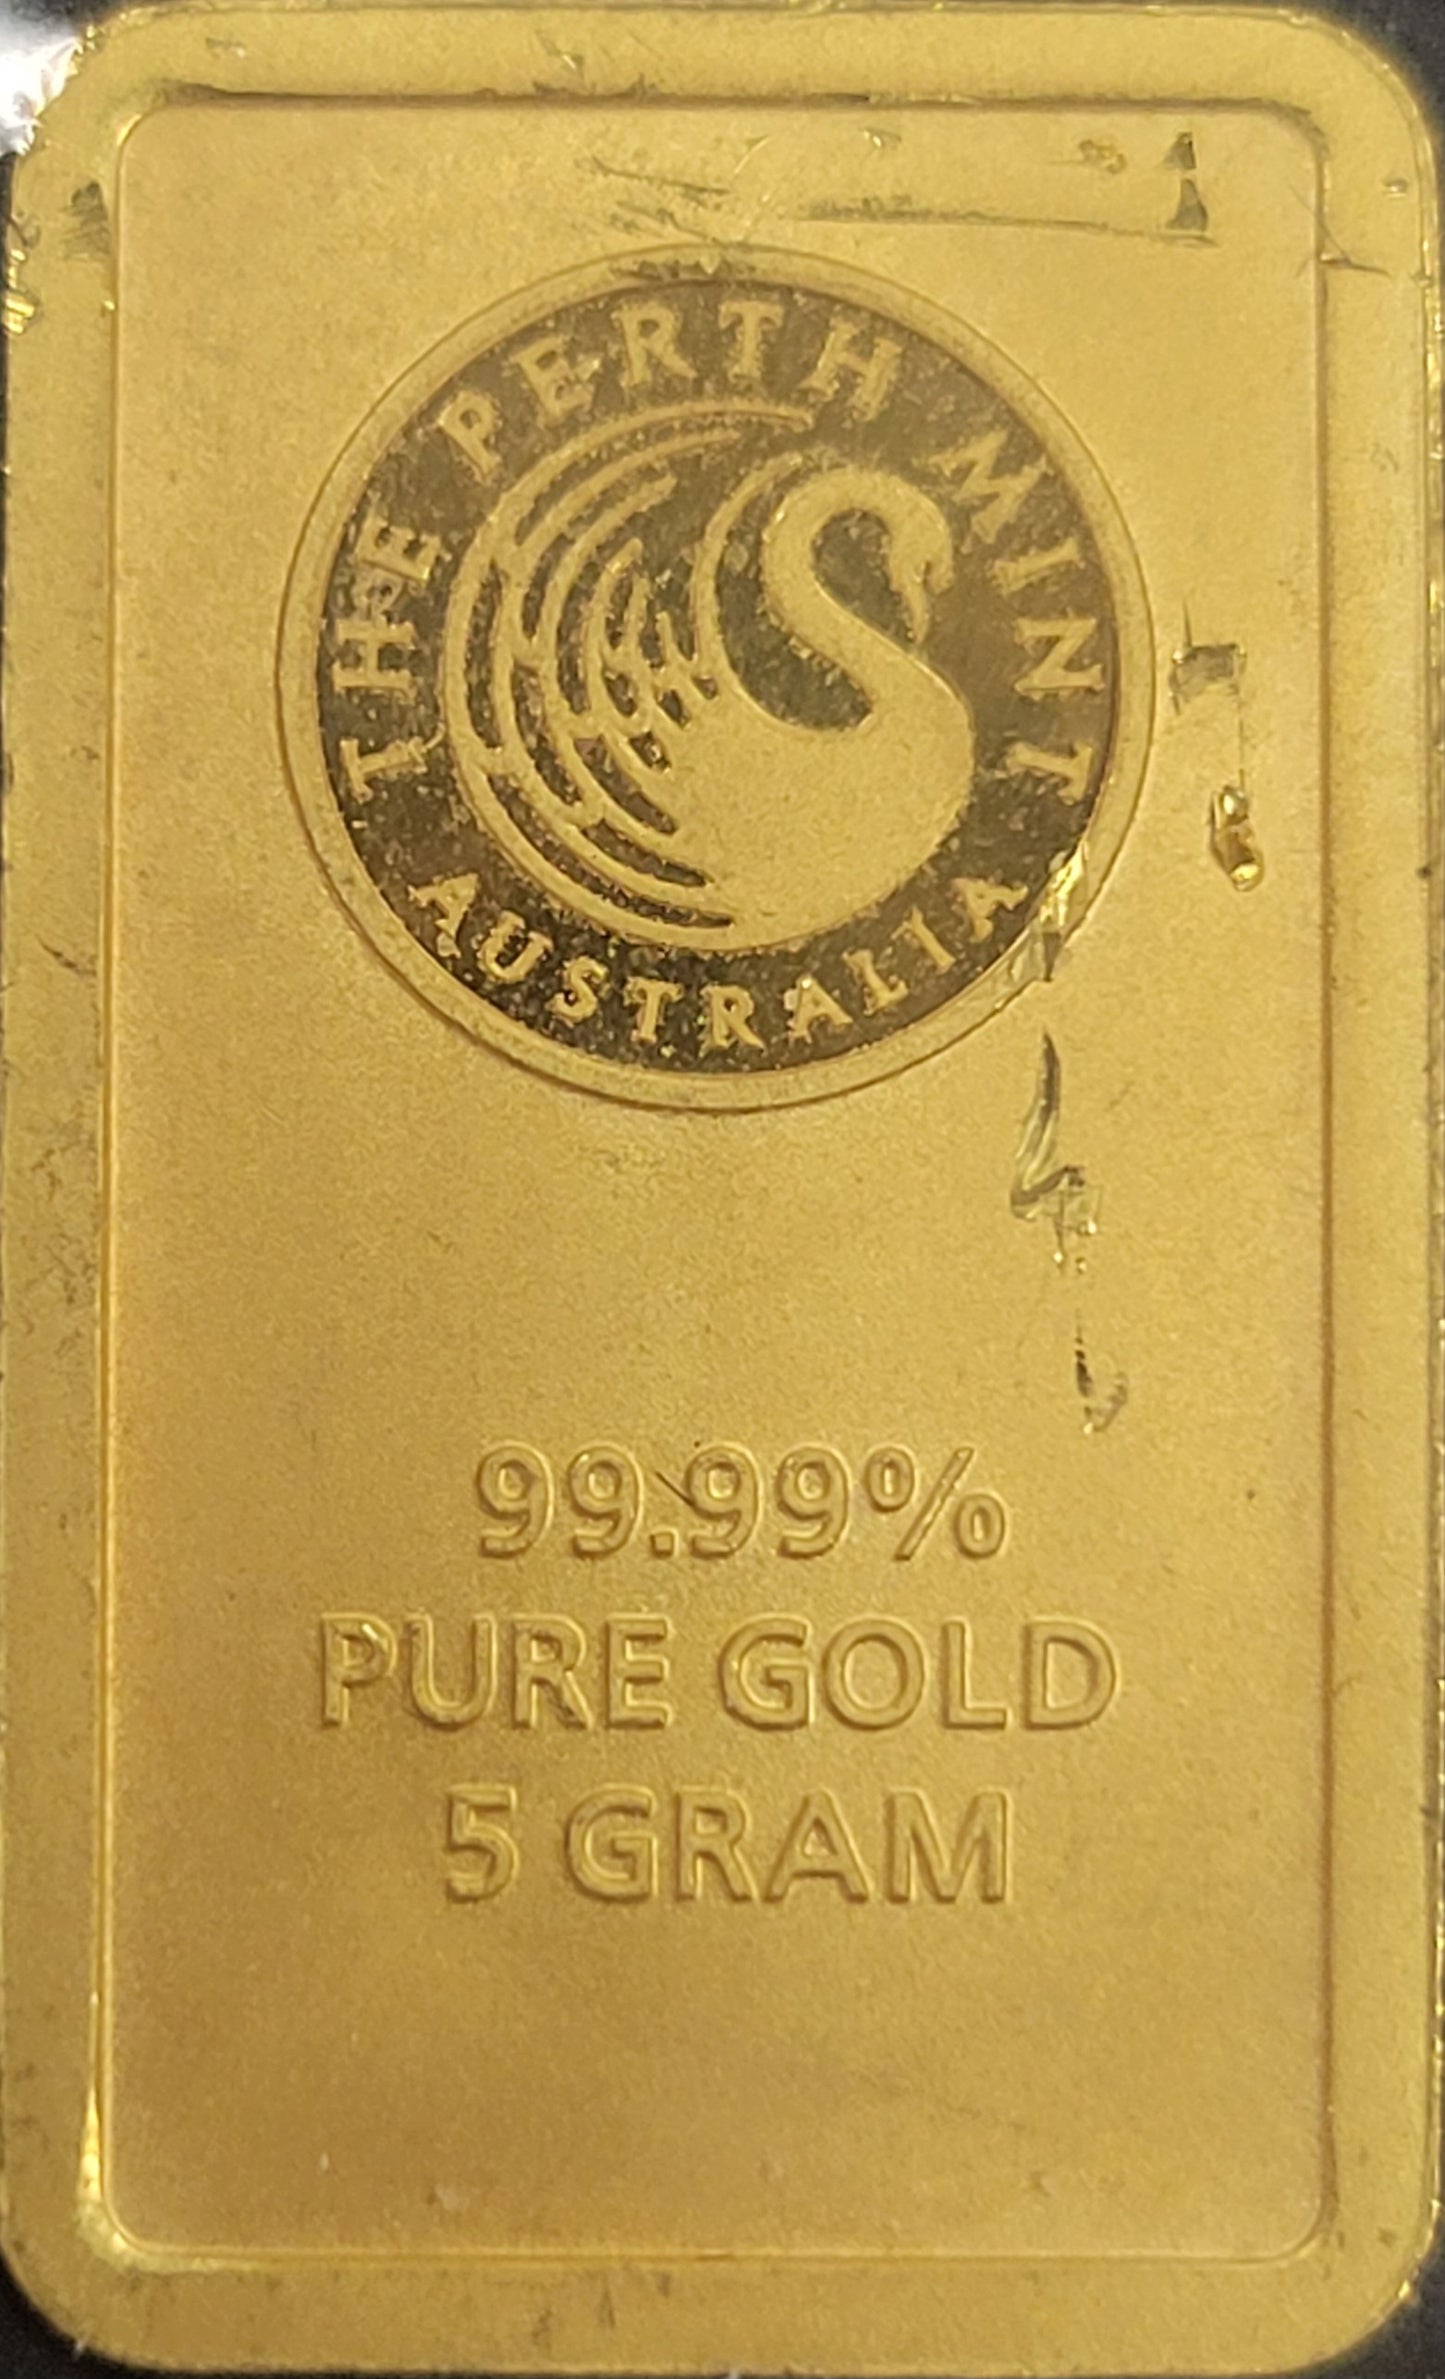 THE PERTH MINT
AUSTRALIA
99.99%
PURE GOLD
5 GRAM